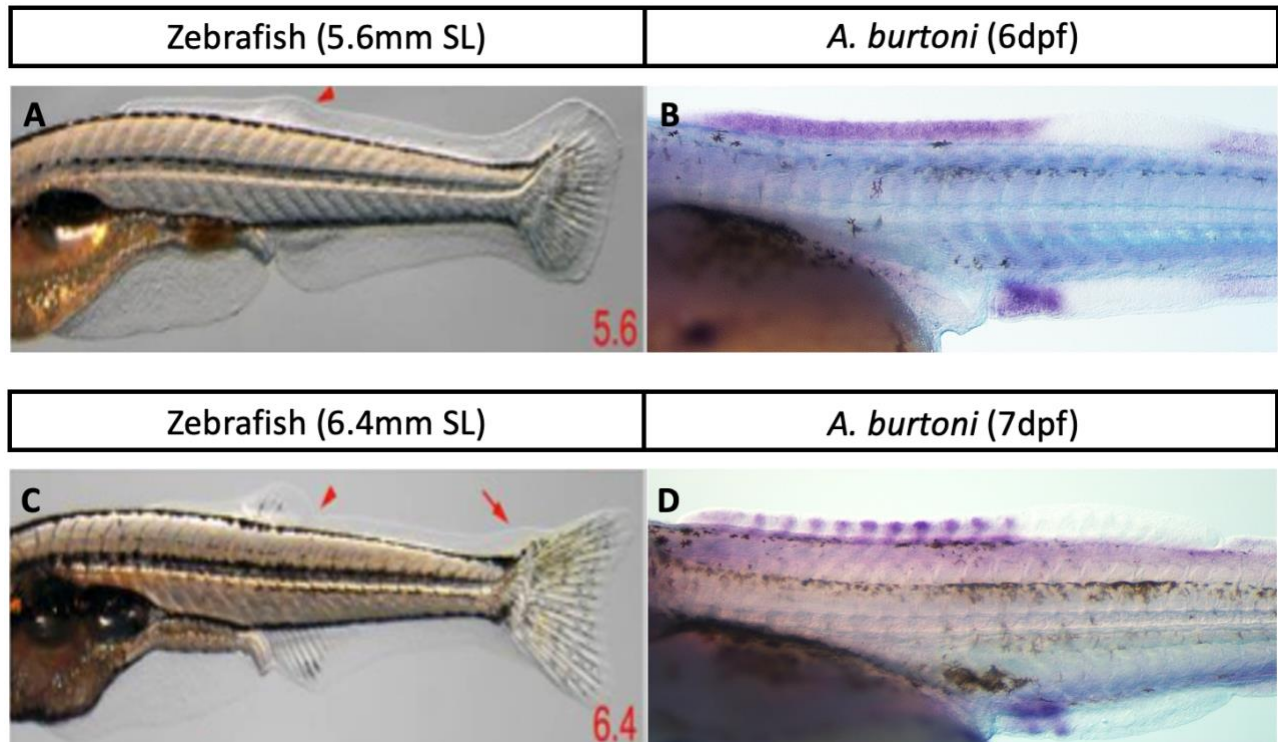 Zebrafish (5.6mm SL)
A. burtoni (6dpf)
A
B
5.6
Zebrafish (6.4mm SL)
A. burtoni (7dpf)
C
D
6.4